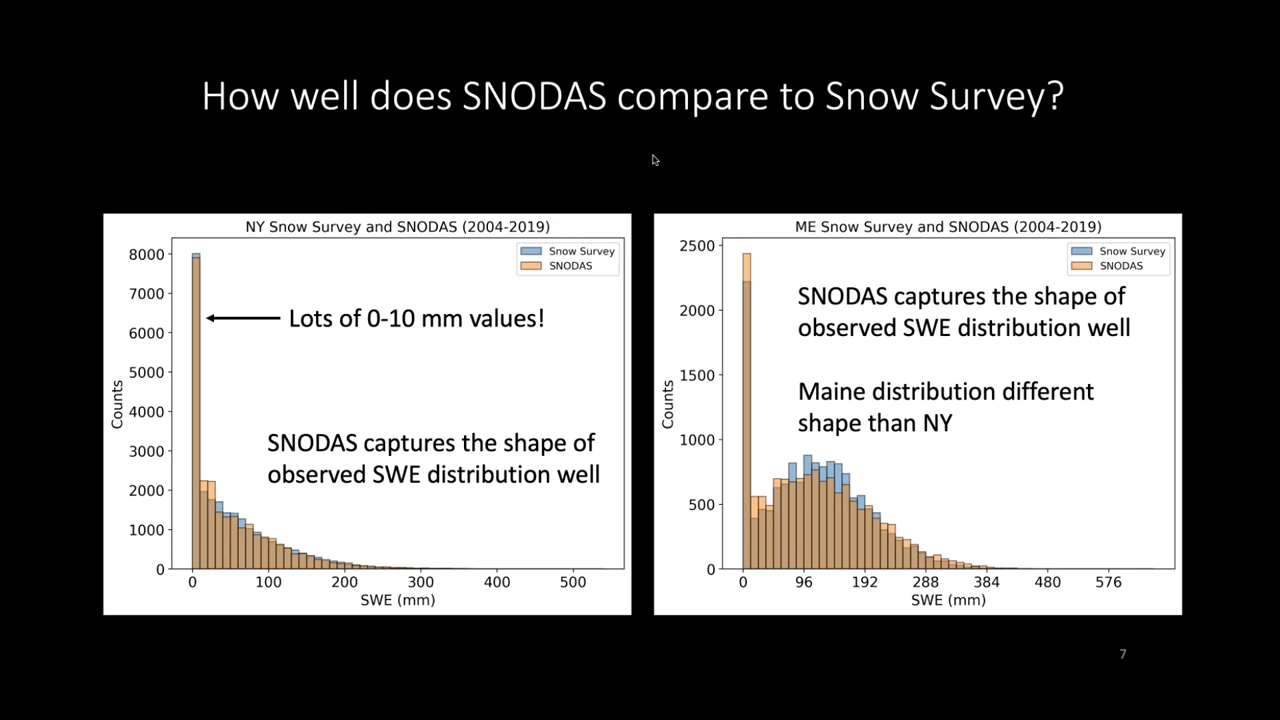 How well does SNODAS compare to Snow Survey?
NY Snow Survey and SNODAS (2004-2019)
Snow Survey
SNODAS
8000
7000
6000
5000
4000
3000
2000
1000
0
Counts
Lots of 0-10 mm values!
SNODAS captures the shape of
observed SWE distribution well
0 100 200 300 400 500
SWE (mm)
ME Snow Survey and SNODAS (2004-2019)
Snow Survey
SNODAS
2500
2000
1500
1000
500
0
Counts
SNODAS captures the shape of
observed SWE distribution well
Maine distribution different
shape than NY
0 96 192 288 384 480 576
SWE (mm)
7